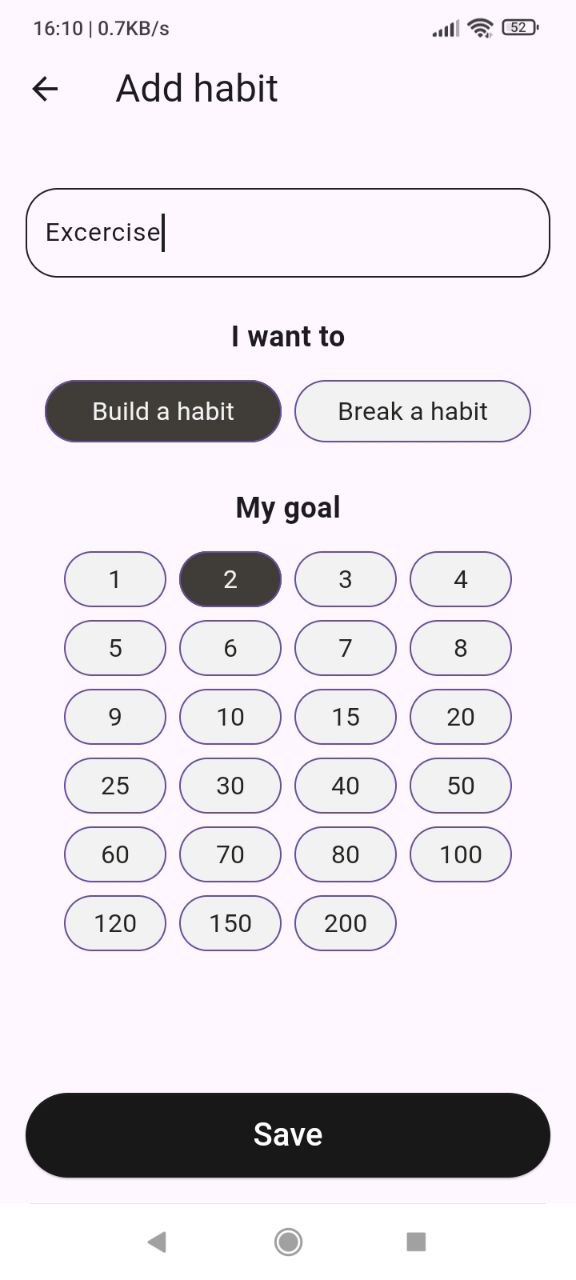 16:10 | 0.7KB/s 52
Add habit
Excercise
I want to
Build a habit Break a habit
My goal
1 2 3 4
5 6 7 8
9 10 15 20
25 30 40 50
60 70 80 100
120 150 200
Save